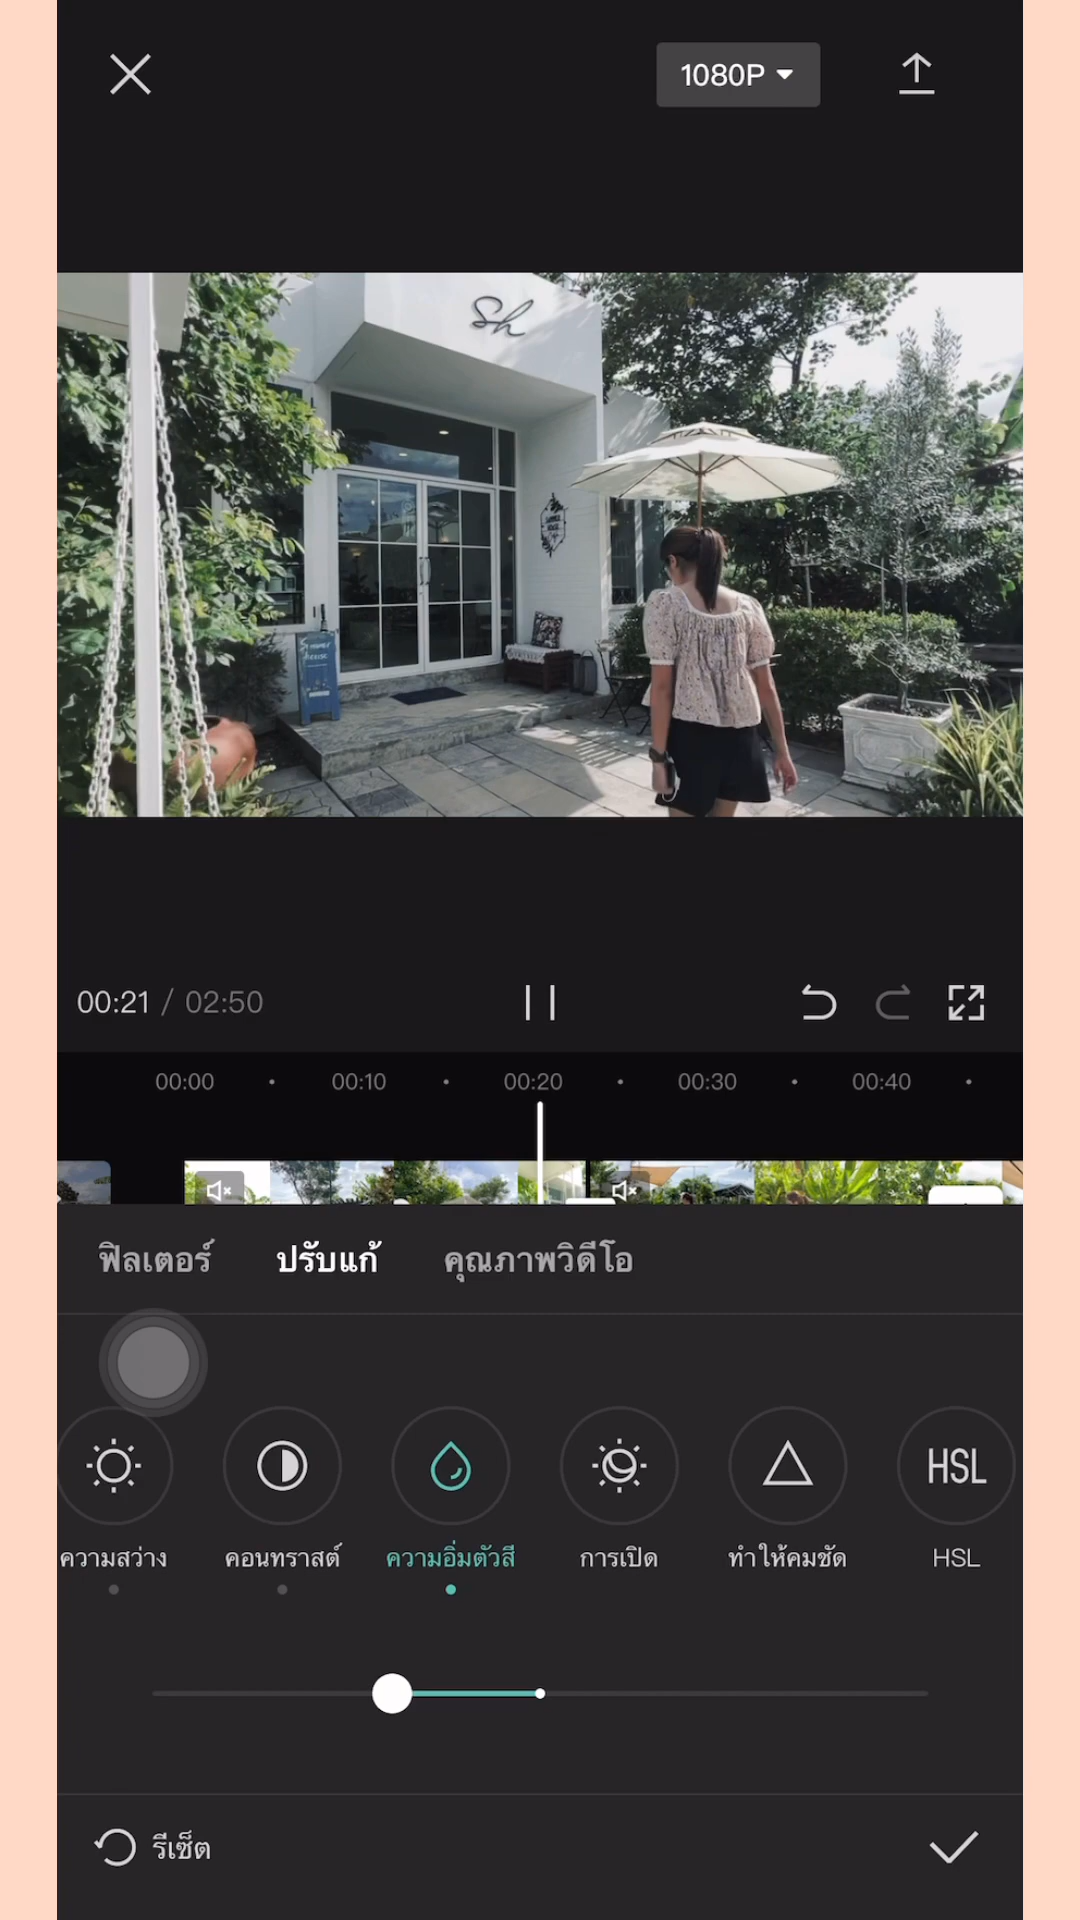 1080P
Sh
Summer
house
00:21 / 02:50
00:00
00:10
00:20
00:30
00:40
ฟิลเตอร์
ปรับแก้
คุณภาพวิดีโอ
HSL
ความสว่าง
คอนทราสต์
ความอิ่มตัวสี
การเปิด
ทำให้คมชัด
HSL
รีเซ็ต